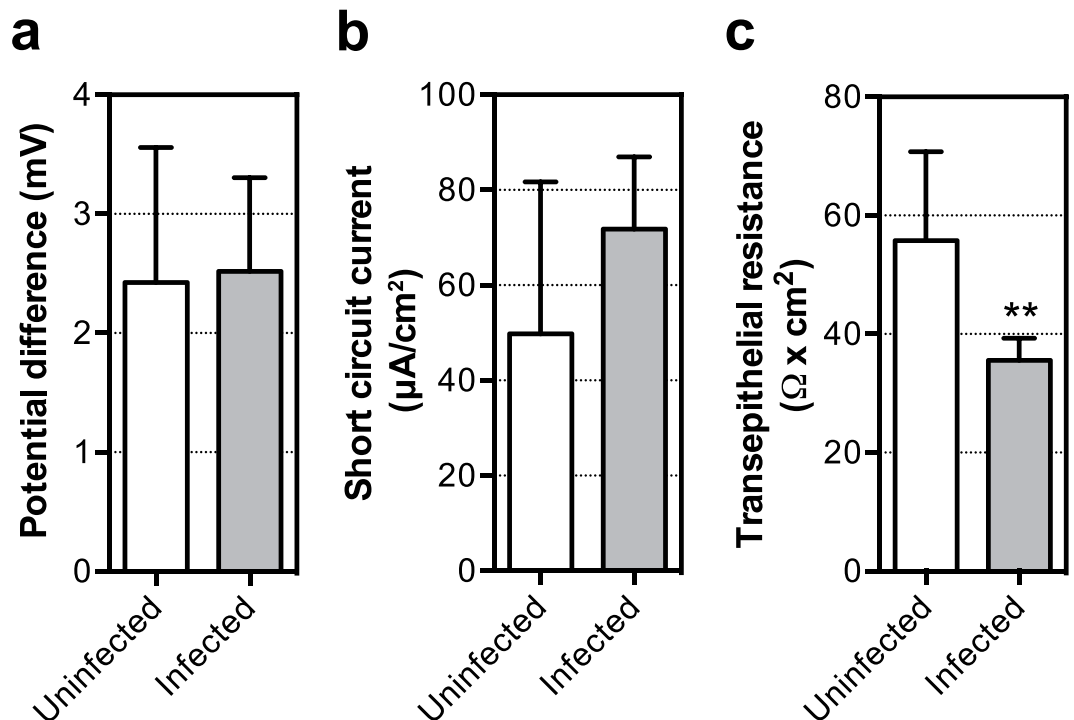 a
b
c
Potential difference (mV)
4
3
2
1
0
Uninfected
Infected
Short circuit current
(µA/cm²)
100
80
60
40
20
0
Uninfected
Infected
Transepithelial resistance
(Ω x cm²)
80
60
40
20
0
**
Uninfected
Infected